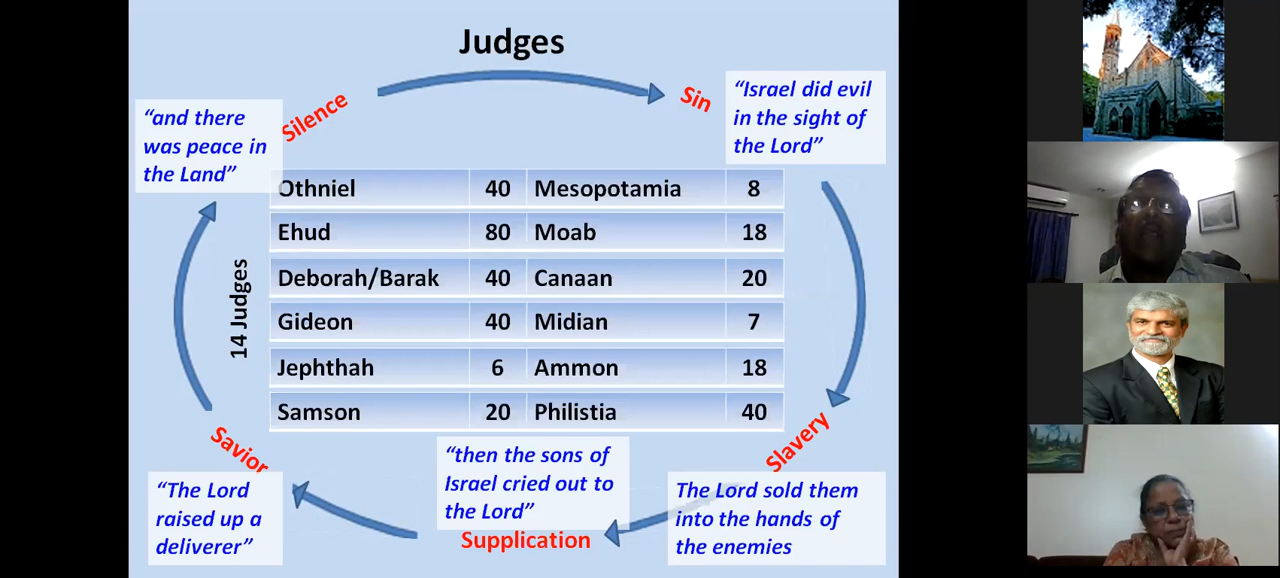 Judges
Silence
Sin
“and there
was peace in
the Land”
“Israel did evil
in the sight of
the Lord”
14 Judges
Othniel 40 Mesopotamia 8
Ehud 80 Moab 18
Deborah/Barak 40 Canaan 20
Gideon 40 Midian 7
Jephthah 6 Ammon 18
Samson 20 Philistia 40
Savior
Slavery
“The Lord
raised up a
deliverer”
“then the sons of
Israel cried out to
the Lord”
Supplication
The Lord sold them
into the hands of
the enemies